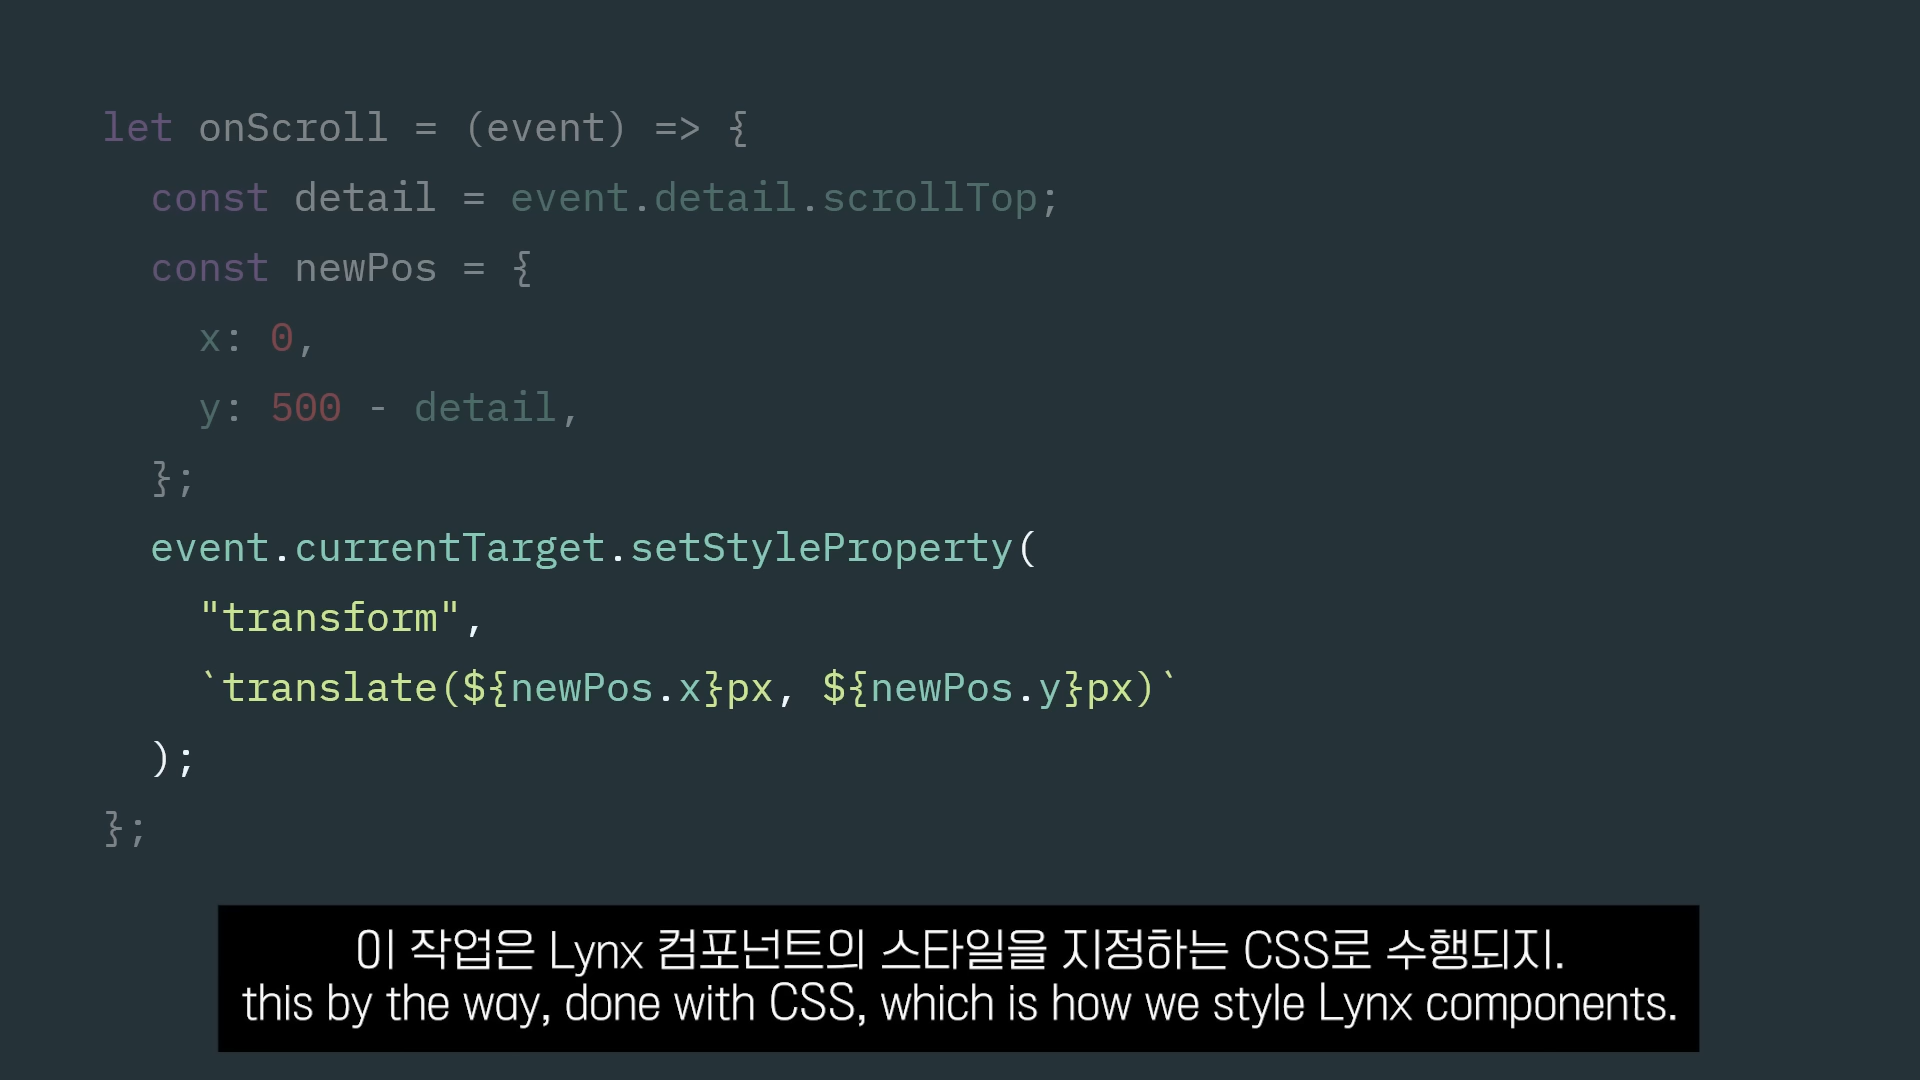 let onScroll = (event) => {
  const detail = event.detail.scrollTop;
  const newPos = {
    x: 0,
    y: 500 - detail,
  };
  event.currentTarget.setStyleProperty(
    "transform",
    `translate(${newPos.x}px, ${newPos.y}px)`
  );
};
이 작업은 Lynx 컴포넌트의 스타일을 지정하는 CSS로 수행되지.
this by the way, done with CSS, which is how we style Lynx components.